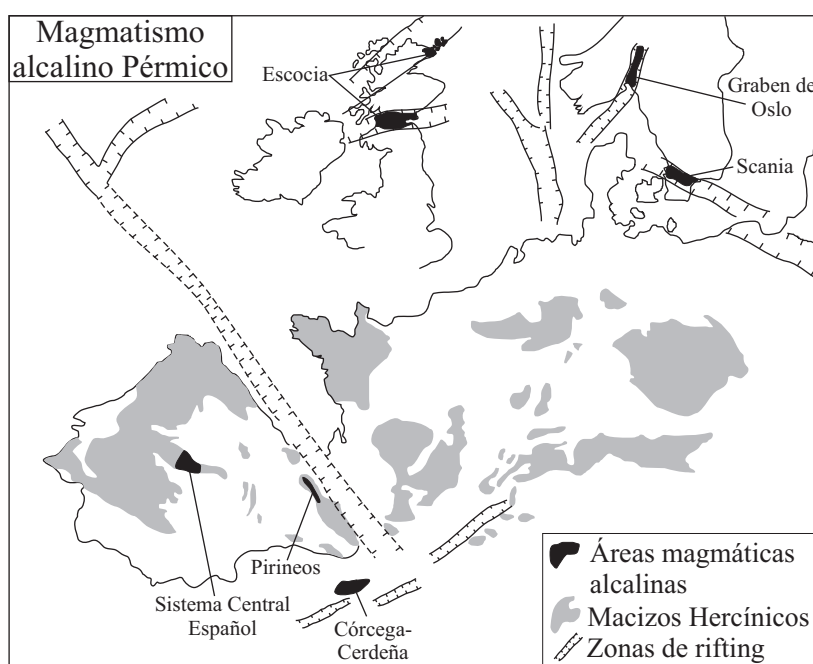 Magmatismo
alcalino Pérmico
Escocia
Graben de
Oslo
Scania
Pirineos
Sistema Central
Español
Córcega-
Cerdeña
Áreas magmáticas
alcalinas
Macizos Hercínicos
Zonas de rifting